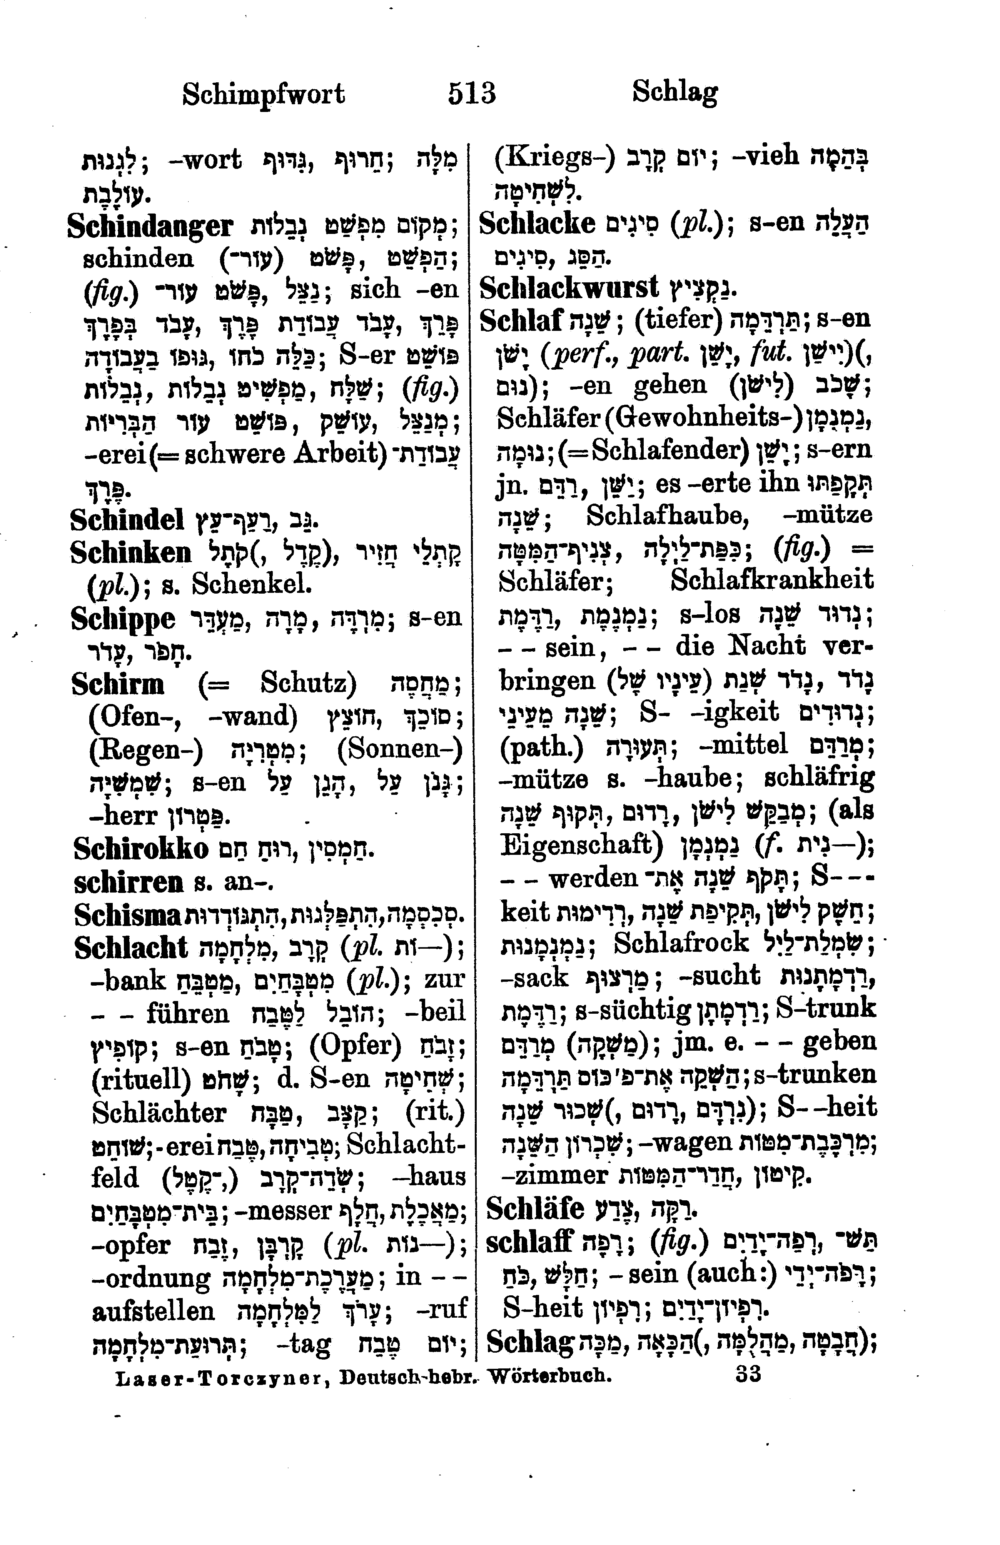 Schimpfwort 513 Schlag
לִגְנוּת; -wort חֵרוּף, גִּדּוּף; מִלָּה
עוֹלֶבֶת.
Schindanger מְקוֹם מִפְשַׁט נְבֵלוֹת;
schinden (עוֹר־) הִפְשֵׁט, פָּשֹׁט;
(fig.) נַצֵּל, פָּשֹׁט עוֹר־; sich -en
פָּרֵךְ, עָבֹד עֲבוֹדַת פֶּרֶךְ, עָבֹד בְּפָרֶךְ
כַּלֵּה כֹחוֹ, גּוּפוֹ בַעֲבוֹדָה; S-er פּוֹשֵׁט
נְבֵלוֹת, מַפְשִׁיט נְבֵלוֹת, שֶׁלַּח; (fig.)
מְנַצֵּל, עוֹשֵׁק, פּוֹשֵׁט עוֹר הַבְּרִיּוֹת;
-erei (= schwere Arbeit) עֲבוֹדַת־
פֶּרֶךְ.
Schindel גֵּב, רַעַף־עֵץ.
Schinken קָתְלֵי חֲזִיר, (קֶדֶל,) קֹתֶל
(pl.); s. Schenkel.
Schippe מִרְדֶּה, מָרָה, מַעְדֵּר; s-en
חָפֹר, עָדֹר.
Schirm (= Schutz) מַחְסֶה;
(Ofen-, -wand) סוֹכֵךְ, חוֹצֵץ;
(Regen-) מִטְרִיָּה; (Sonnen-)
שִׁמְשִׁיָּה; s-en גָּנֹן עַל, הָגֵן עַל;
-herr פַּטְרוֹן.
Schirokko חַמְסִין, רוּחַ חַם.
schirren s. an-.
Schisma סְכִסְמָה, הִתְפַּלְּגוּת, הִתְגּוֹדְדוּת.
Schlacht קְרָב, מִלְחָמָה (pl. —וֹת);
-bank מִטְבָּחַיִם, מַטְבֵּחַ (pl.); zur
- - führen הוֹבֵל לַטֶּבַח; -beil
קוֹפִיץ; s-en טָבֹחַ; (Opfer) זָבֹחַ;
(rituell) שָׁחֹט; d. S-en שְׁחִיטָה;
Schlächter טַבָּח, קַצָּב; (rit.)
שׁוֹחֵט; -erei טְבִיחָה, טֶבַח; Schlacht-
feld שְׂדֵה־קְרָב (-קֶטֶל,); -haus
בֵּית־מִטְבָּחַיִם; -messer מַאֲכֶלֶת, חַלָּף;
-opfer קָרְבָּן, זֶבַח (pl. —נוֹת);
-ordnung מַעֲרֶכֶת־מִלְחָמָה; in - -
aufstellen עָרֹךְ לַמִּלְחָמָה; -ruf
תְּרוּעַת־מִלְחָמָה; -tag יוֹם טֶבַח;
(Kriegs-) יוֹם קְרָב; -vieh בְּהֵמָה
לִשְׁחִיטָה.
Schlacke סִיגִים (pl.); s-en הַעֲלֵה
סִיגִים, הִסֵּג.
Schlackwurst נַקְצִיץ.
Schlaf שֵׁנָה; (tiefer) תַּרְדֵּמָה; s-en
יָשֹׁן (perf., part. יָשֵׁן, fut. יִישַׁן)(,
נוּם); -en gehen שָׁכֹב (לִישֹׁן);
Schläfer (Gewohnheits-) נַמְנְמָן,
נוּמָה; (= Schlafender) יָשֵׁן; s-ern
jn. יַשֵּׁן, רַדֵּם; es -erte ihn תְּקָפַתּוּ
שֵׁנָה; Schlafhaube, -mütze
כִּפַּת־לַיְלָה, צְנִיף־הַמִּטָּה; (fig.) =
Schläfer; Schlafkrankheit
נַמְנֶמֶת, רַדֶּמֶת; s-los נְדוּד שֵׁנָה;
- - sein, - - die Nacht ver-
bringen נָדֹד, נָדֹד שְׁנַת (עֵינָיו שֶׁל)
שֵׁנָה מֵעֵינֵי; S- -igkeit נְדוּדִים;
(path.) תְּעוּרָה; -mittel מְרַדֵּם;
-mütze s. -haube; schläfrig
מְבַקֵּשׁ לִישֹׁן, רָדוּם, תְּקוּף שֵׁנָה; (als
Eigenschaft) נַמְנְמָן (f. —נִית);
- - werden תָּקֹף שֵׁנָה אֶת־; S- - -
keit חֵשֶׁק לִישֹׁן, תְּקִיפַת שֵׁנָה, רְדִימוּת;
נַמְנְמָנוּת; Schlafrock שִׂמְלַת־לַיִל;
-sack מַרְצוּף; -sucht רַדְמְתָנוּת,
רַדֶּמֶת; s-süchtig רַדְמְתָן; S-trunk
מְרַדֵּם (מַשְׁקֶה); jm. e. - - geben
הַשְׁקֵה אֶת־פ' כּוֹס תַּרְדֵּמָה; s-trunken
שְׁכוּר שֵׁנָה (, רָדוּם, נִרְדָּם); S- -heit
שִׁכְרוֹן הַשֵּׁנָה; -wagen מִרְכֶּבֶת־מִטּוֹת;
-zimmer קִיטוֹן, חֲדַר־הַמִּטּוֹת.
Schläfe רַקָּה, צֶדַע.
schlaff רָפֶה; (fig.) רְפֵה־יָדַיִם, תַּשׁ־
כֹּחַ, חַלָּשׁ; - sein (auch:) רָפֹה־יְדֵי;
S-heit רִפְיוֹן; רִפְיוֹן־יָדַיִם.
Schlag הַכָּאָה, מַכָּה (, חֲבָטָה, מַהֲלֻמָּה);
Laser-Torczyner, Deutsch-hebr. Wörterbuch. 33